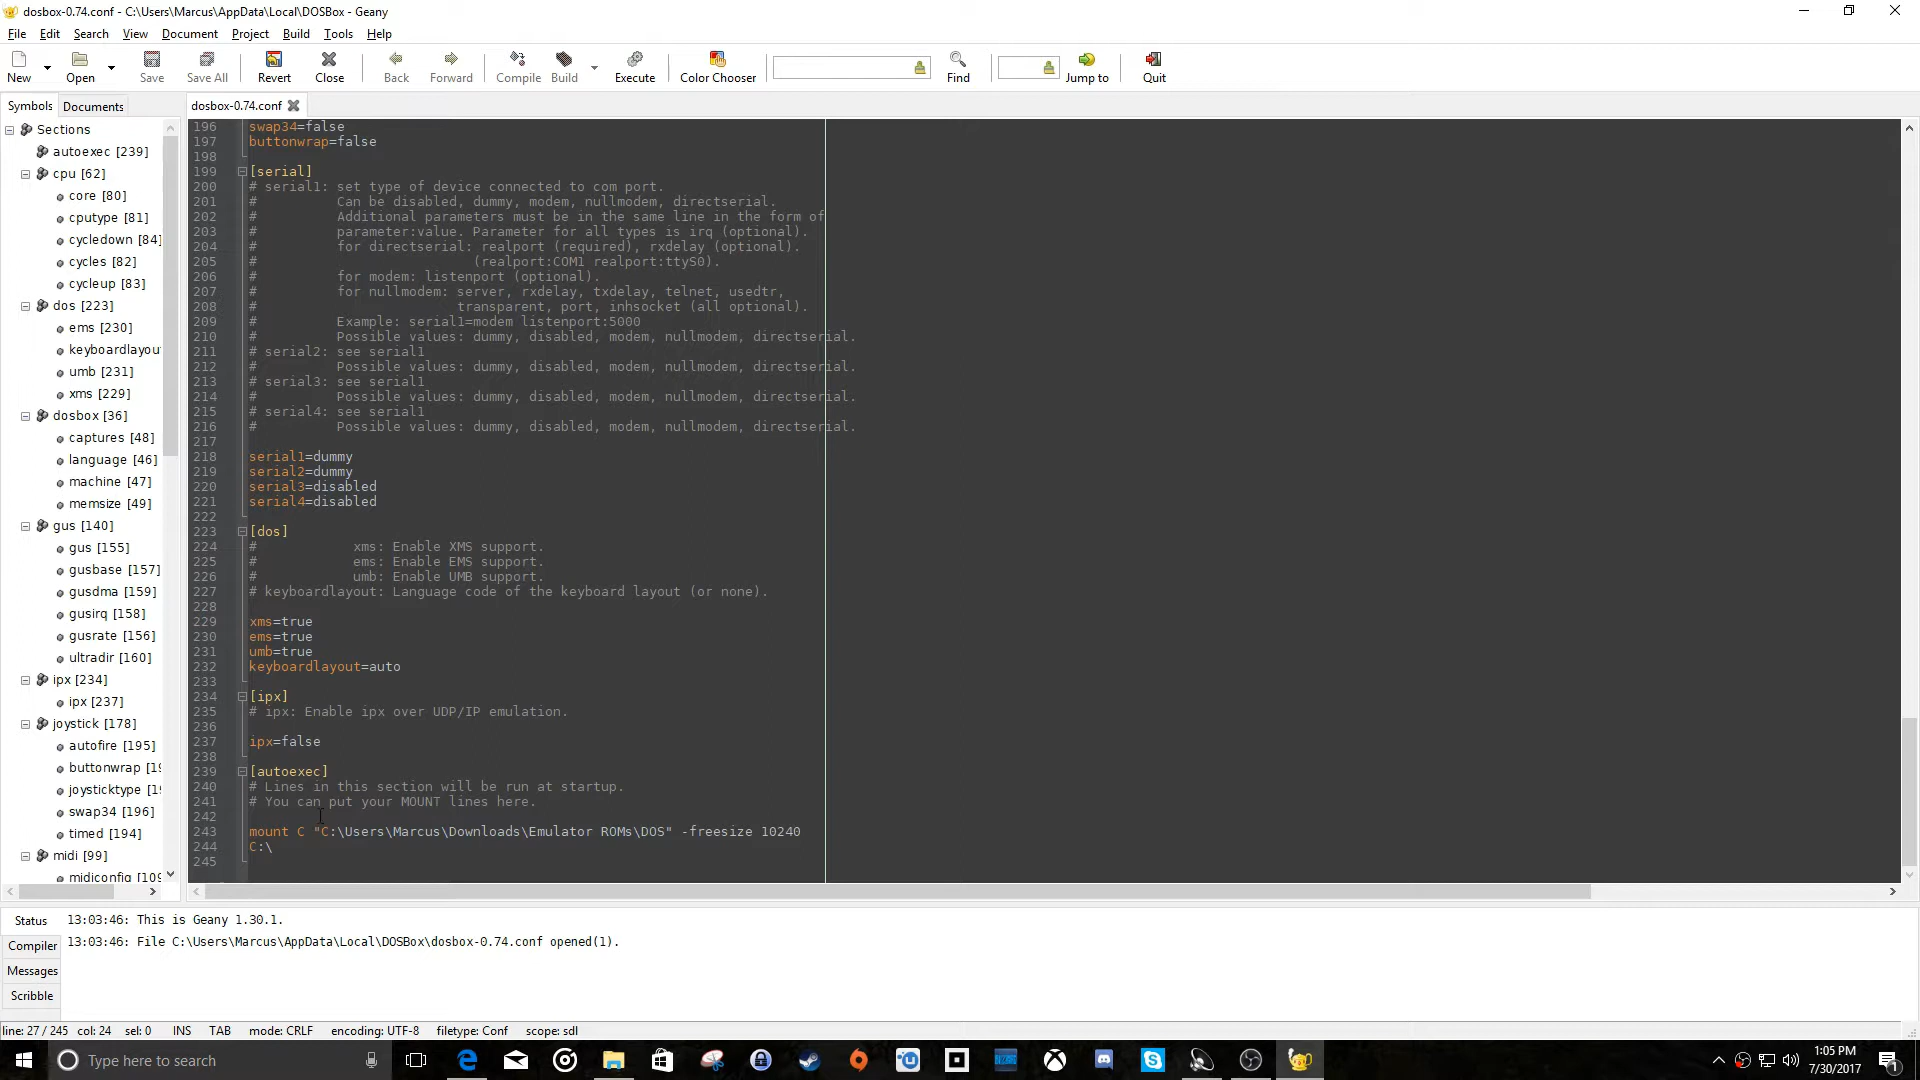 dosbox-0.74.conf - C:\Users\Marcus\AppData\Local\DOSBox - Geany
File Edit Search View Document Project Build Tools Help
New Open Save Save All Revert Close Back Forward Compile Build Execute Color Chooser Find Jump to Quit
Symbols Documents
dosbox-0.74.conf
Sections
autoexec [239]
cpu [62]
core [80]
cputype [81]
cycledown [84]
cycles [82]
cycleup [83]
dos [223]
ems [230]
keyboardlayou
umb [231]
xms [229]
dosbox [36]
captures [48]
language [46]
machine [47]
memsize [49]
gus [140]
gus [155]
gusbase [157]
gusdma [159]
gusirq [158]
gusrate [156]
ultradir [160]
ipx [234]
ipx [237]
joystick [178]
autofire [195]
buttonwrap [19
joysticktype [19
swap34 [196]
timed [194]
midi [99]
midiconfig [109
196 swap34=false
197 buttonwrap=false
198
199 [serial]
200 # serial1: set type of device connected to com port.
201 #          Can be disabled, dummy, modem, nullmodem, directserial.
202 #          Additional parameters must be in the same line in the form of
203 #          parameter:value. Parameter for all types is irq (optional).
204 #          for directserial: realport (required), rxdelay (optional).
205 #                           (realport:COM1 realport:ttyS0).
206 #          for modem: listenport (optional).
207 #          for nullmodem: server, rxdelay, txdelay, telnet, usedtr,
208 #                         transparent, port, inhsocket (all optional).
209 #          Example: serial1=modem listenport:5000
210 #          Possible values: dummy, disabled, modem, nullmodem, directserial.
211 # serial2: see serial1
212 #          Possible values: dummy, disabled, modem, nullmodem, directserial.
213 # serial3: see serial1
214 #          Possible values: dummy, disabled, modem, nullmodem, directserial.
215 # serial4: see serial1
216 #          Possible values: dummy, disabled, modem, nullmodem, directserial.
217
218 serial1=dummy
219 serial2=dummy
220 serial3=disabled
221 serial4=disabled
222
223 [dos]
224 #            xms: Enable XMS support.
225 #            ems: Enable EMS support.
226 #            umb: Enable UMB support.
227 # keyboardlayout: Language code of the keyboard layout (or none).
228
229 xms=true
230 ems=true
231 umb=true
232 keyboardlayout=auto
233
234 [ipx]
235 # ipx: Enable ipx over UDP/IP emulation.
236
237 ipx=false
238
239 [autoexec]
240 # Lines in this section will be run at startup.
241 # You can put your MOUNT lines here.
242
243 mount C "C:\Users\Marcus\Downloads\Emulator ROMs\DOS" -freesize 10240
244 C:\
245
Status
Compiler
Messages
Scribble
13:03:46: This is Geany 1.30.1.
13:03:46: File C:\Users\Marcus\AppData\Local\DOSBox\dosbox-0.74.conf opened(1).
line: 27 / 245 col: 24 sel: 0 INS TAB mode: CRLF encoding: UTF-8 filetype: Conf scope: sdl
Type here to search
1:05 PM
7/30/2017
1